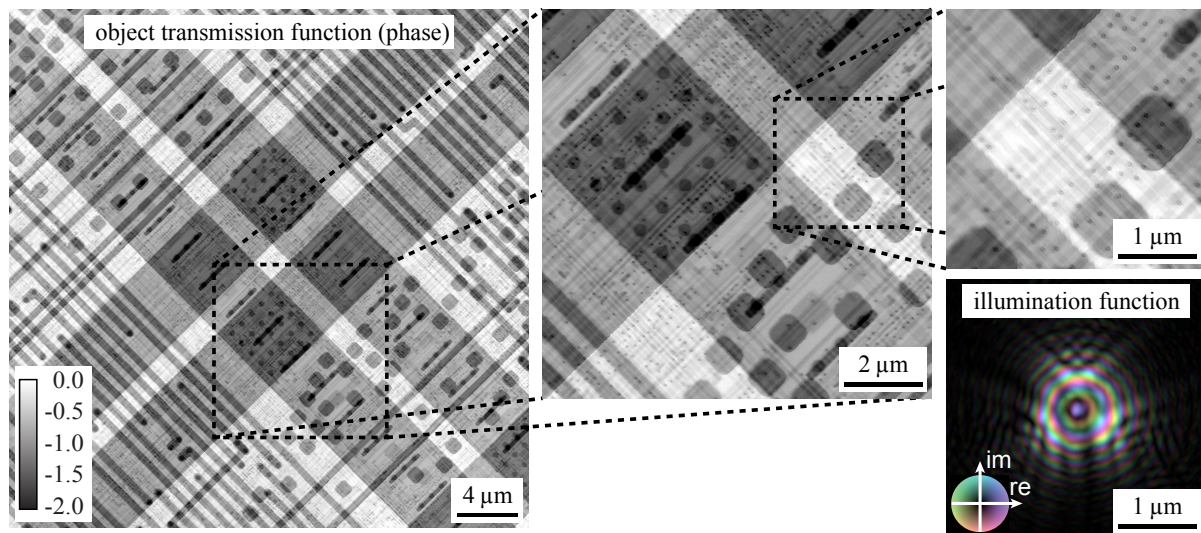 object transmission function (phase)
0.0
-0.5
-1.0
-1.5
-2.0
4 µm
2 µm
1 µm
illumination function
im
re
1 µm